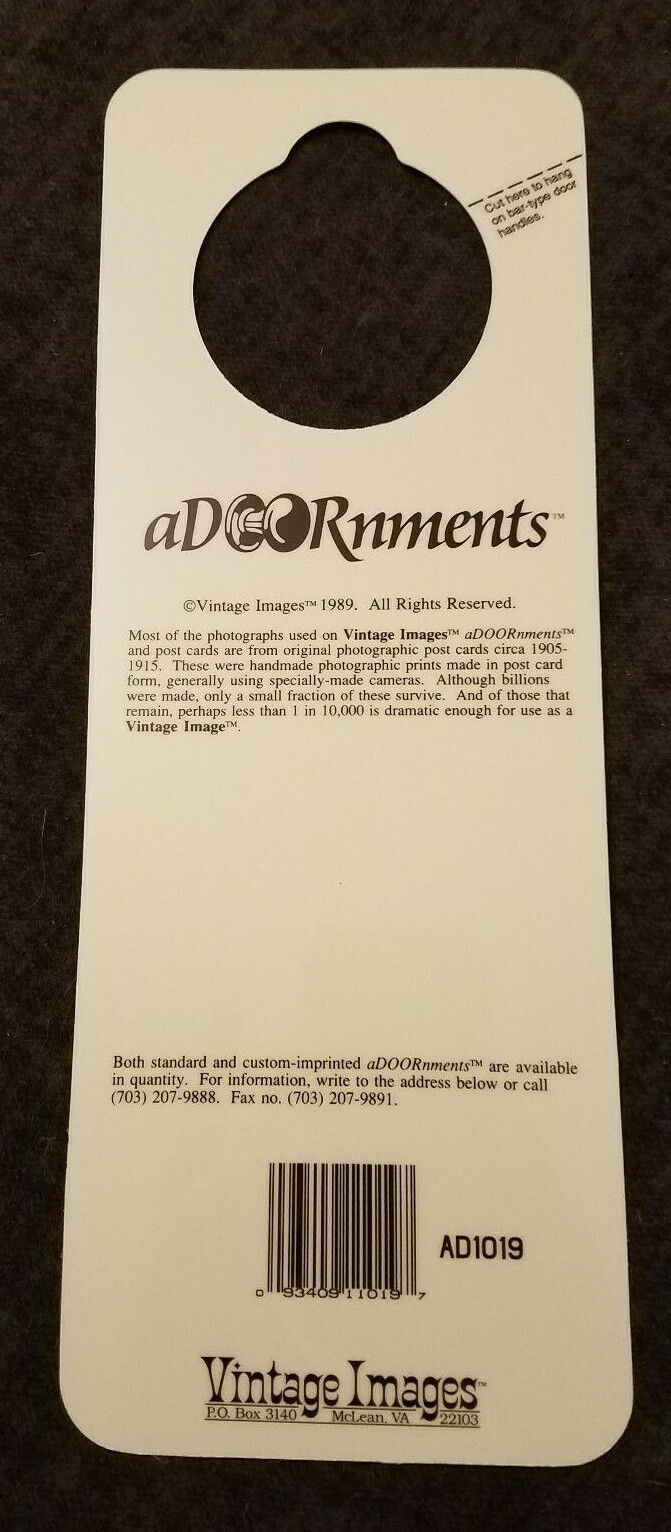 Cut here to hang
on bar-type door
handles.
aDOORnments™
©Vintage Images™ 1989. All Rights Reserved.
Most of the photographs used on Vintage Images™ aDOORnments™
and post cards are from original photographic post cards circa 1905-
1915. These were handmade photographic prints made in post card
form, generally using specially-made cameras. Although billions
were made, only a small fraction of these survive. And of those that
remain, perhaps less than 1 in 10,000 is dramatic enough for use as a
Vintage Image™.
Both standard and custom-imprinted aDOORnments™ are available
in quantity. For information, write to the address below or call
(703) 207-9888. Fax no. (703) 207-9891.
AD1019
0 93409 11019 7
Vintage Images™
P.O. Box 3140 McLean, VA 22103